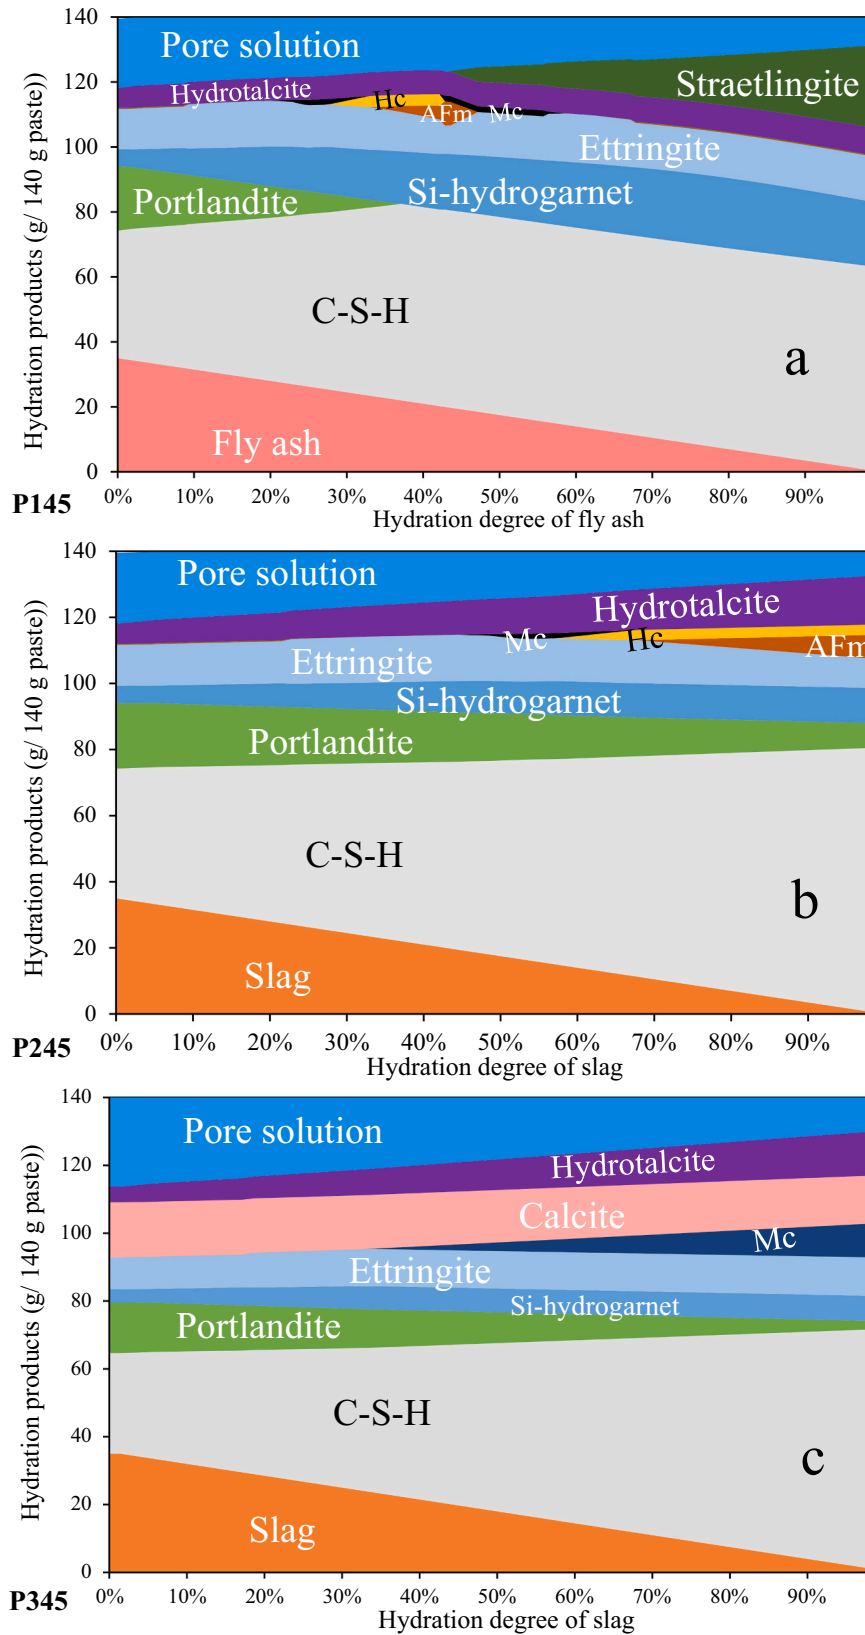 140
120
100
80
60
40
20
0
Hydration products (g/ 140 g paste))
Pore solution
Hydrotalcite
Hc
AFm
Mc
Straetlingite
Ettringite
Si-hydrogarnet
Portlandite
C-S-H
a
Fly ash
0% 10% 20% 30% 40% 50% 60% 70% 80% 90%
P145
Hydration degree of fly ash
140
120
100
80
60
40
20
0
Hydration products (g/ 140 g paste))
Pore solution
Hydrotalcite
Mc
Hc
AFm
Ettringite
Si-hydrogarnet
Portlandite
C-S-H
b
Slag
0% 10% 20% 30% 40% 50% 60% 70% 80% 90%
P245
Hydration degree of slag
140
120
100
80
60
40
20
0
Hydration products (g/ 140 g paste))
Pore solution
Hydrotalcite
Calcite
Mc
Ettringite
Si-hydrogarnet
Portlandite
C-S-H
c
Slag
0% 10% 20% 30% 40% 50% 60% 70% 80% 90%
P345
Hydration degree of slag